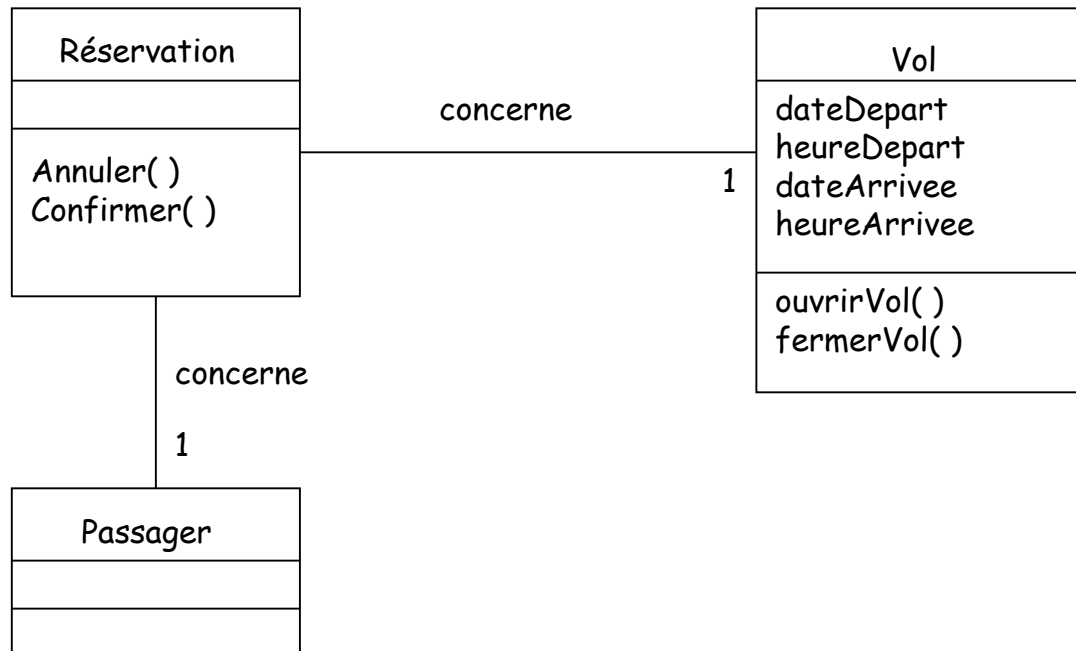 Réservation
Annuler( )
Confirmer( )
concerne
1
Vol
dateDepart
heureDepart
dateArrivee
heureArrivee
ouvrirVol( )
fermerVol( )
concerne
1
Passager